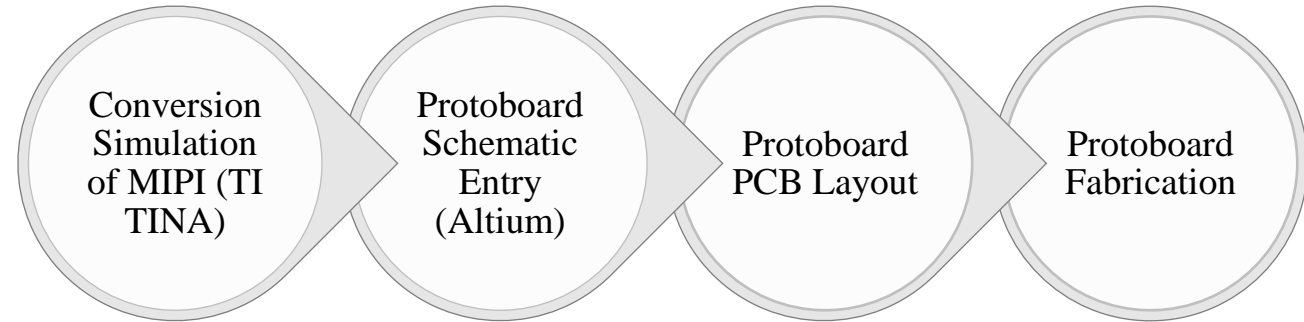 Conversion
Simulation
of MIPI (TI
TINA)
Protoboard
Schematic
Entry
(Altium)
Protoboard
PCB Layout
Protoboard
Fabrication